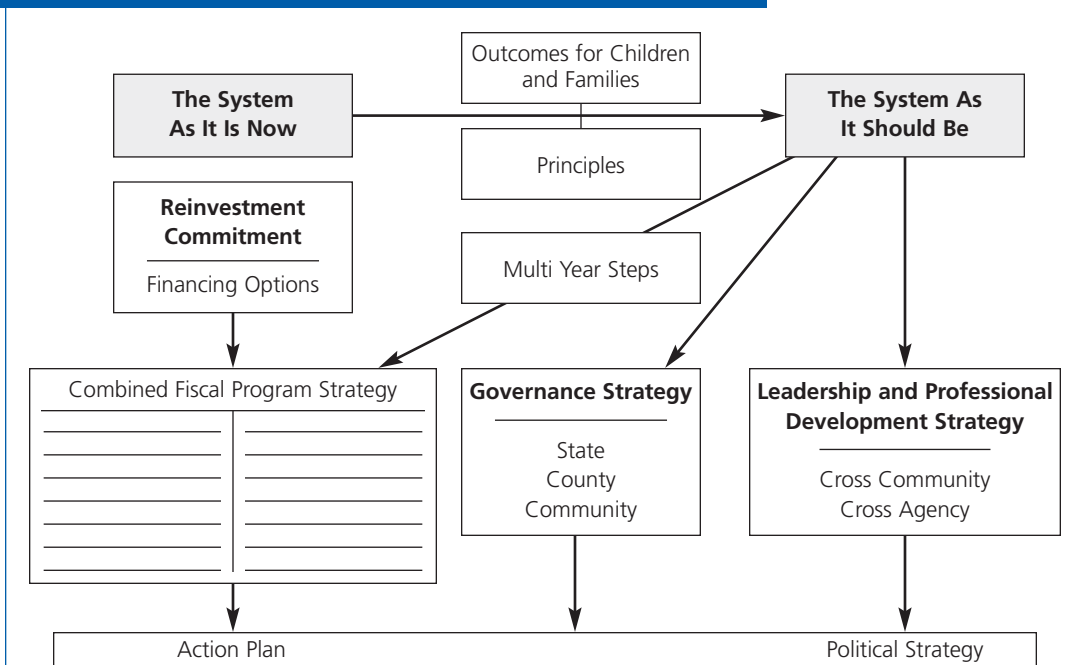 Outcomes for Children
and Families
The System
As It Is Now
The System As
It Should Be
Principles
Reinvestment
Commitment
Financing Options
Multi Year Steps
Combined Fiscal Program Strategy
Governance Strategy
State
County
Community
Leadership and Professional
Development Strategy
Cross Community
Cross Agency
Action Plan
Political Strategy